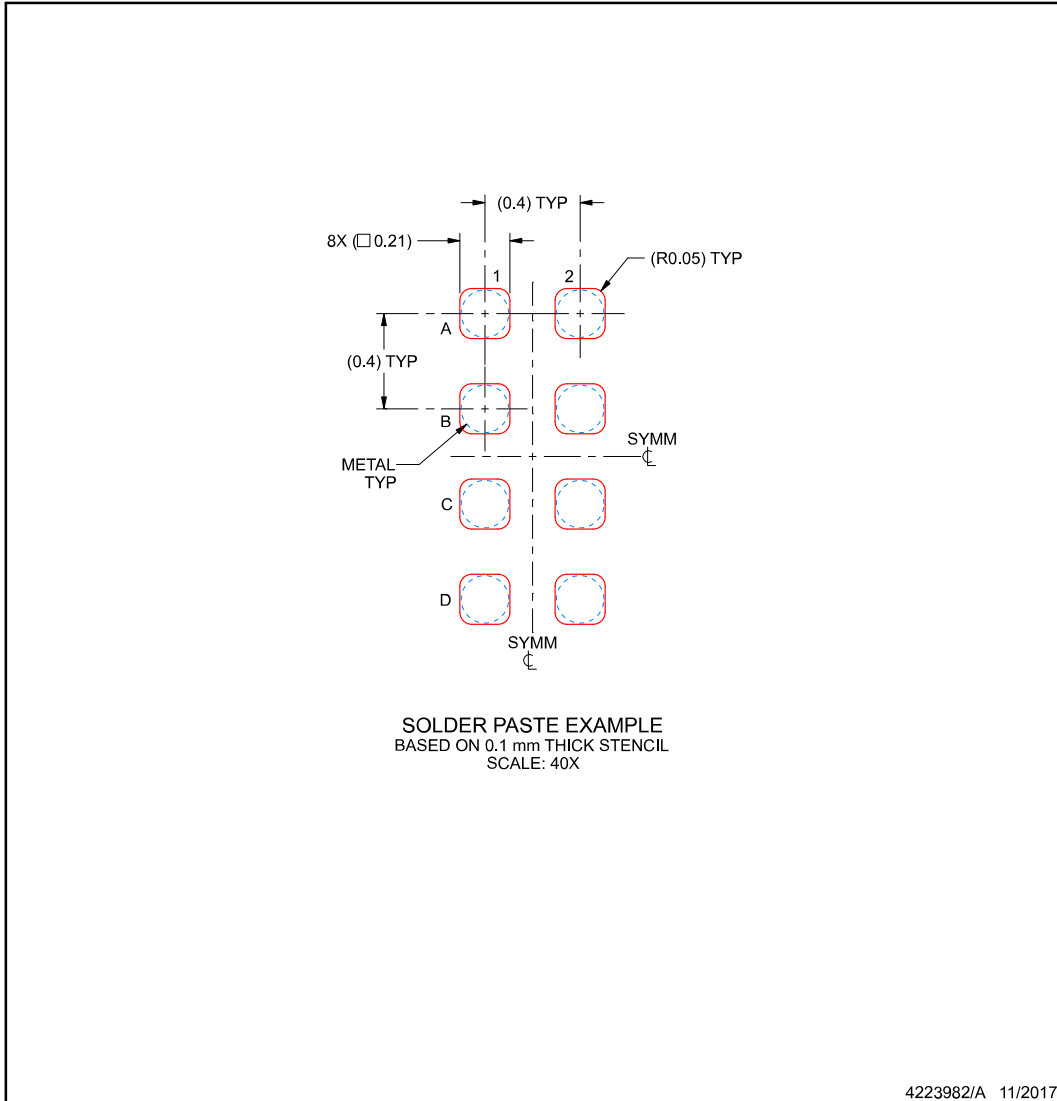 (0.4) TYP
8X (□ 0.21)
(R0.05) TYP
1
2
A
(0.4) TYP
B
SYMM
℄
METAL
TYP
C
D
SYMM
℄
SOLDER PASTE EXAMPLE
BASED ON 0.1 mm THICK STENCIL
SCALE: 40X
4223982/A 11/2017